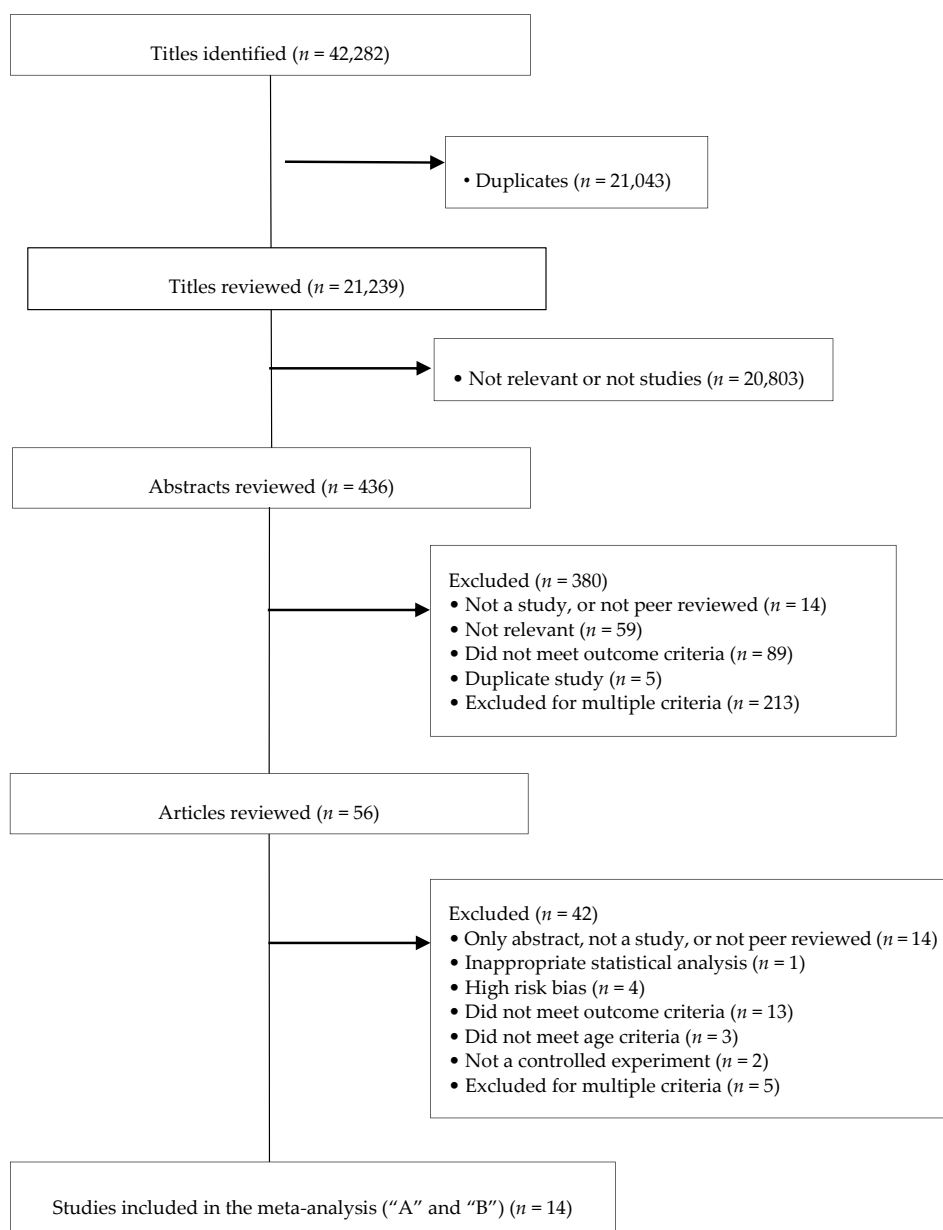 Titles identified (n = 42,282)
• Duplicates (n = 21,043)
Titles reviewed (n = 21,239)
• Not relevant or not studies (n = 20,803)
Abstracts reviewed (n = 436)
Excluded (n = 380)
• Not a study, or not peer reviewed (n = 14)
• Not relevant (n = 59)
• Did not meet outcome criteria (n = 89)
• Duplicate study (n = 5)
• Excluded for multiple criteria (n = 213)
Articles reviewed (n = 56)
Excluded (n = 42)
• Only abstract, not a study, or not peer reviewed (n = 14)
• Inappropriate statistical analysis (n = 1)
• High risk bias (n = 4)
• Did not meet outcome criteria (n = 13)
• Did not meet age criteria (n = 3)
• Not a controlled experiment (n = 2)
• Excluded for multiple criteria (n = 5)
Studies included in the meta-analysis (“A” and “B”) (n = 14)